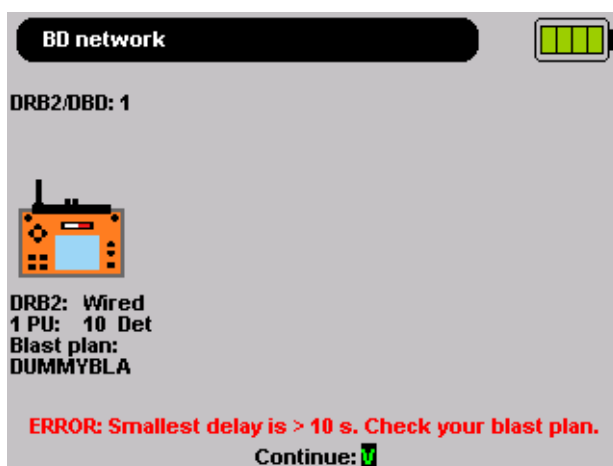 BD network
DRB2/DBD: 1
DRB2: Wired
1 PU: 10 Det
Blast plan:
DUMMYBLA
ERROR: Smallest delay is > 10 s. Check your blast plan.
Continue: V